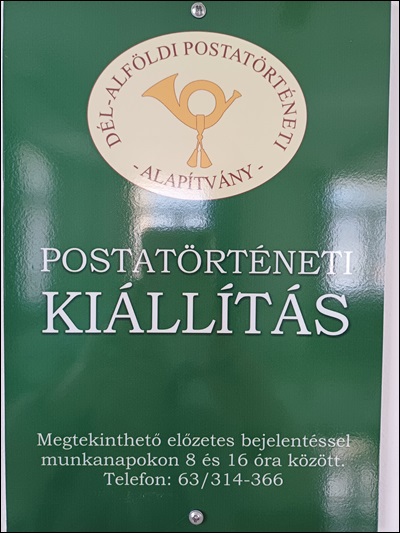 DÉL-ALFÖLDI POSTATÖRTÉNETI
- ALAPÍTVÁNY -
POSTATÖRTÉNETI
KIÁLLÍTÁS
Megtekinthető előzetes bejelentéssel
munkanapokon 8 és 16 óra között.
Telefon: 63/314-366